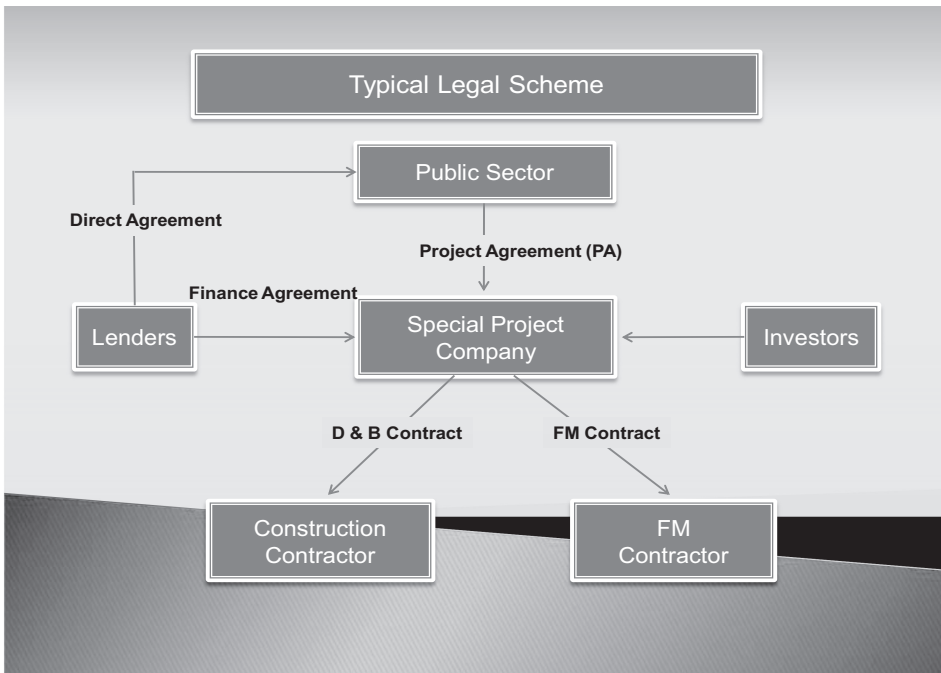 Typical Legal Scheme
Public Sector
Direct Agreement
Project Agreement (PA)
Finance Agreement
Lenders
Special Project
Company
Investors
D & B Contract
FM Contract
Construction
Contractor
FM
Contractor